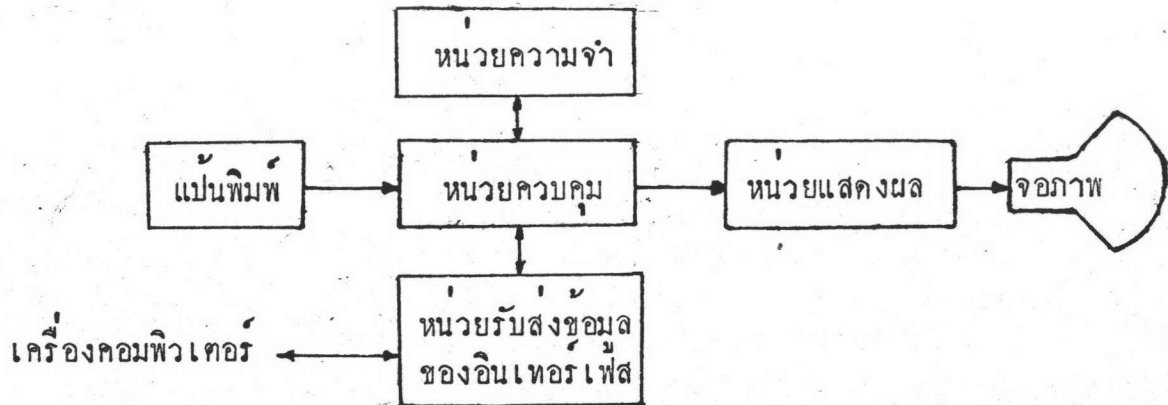 หน่วยความจำ
แป้นพิมพ์
หน่วยควบคุม
หน่วยแสดงผล
จอภาพ
เครื่องคอมพิวเตอร์
หน่วยรับส่งข้อมูล
ของอินเทอร์เฟส